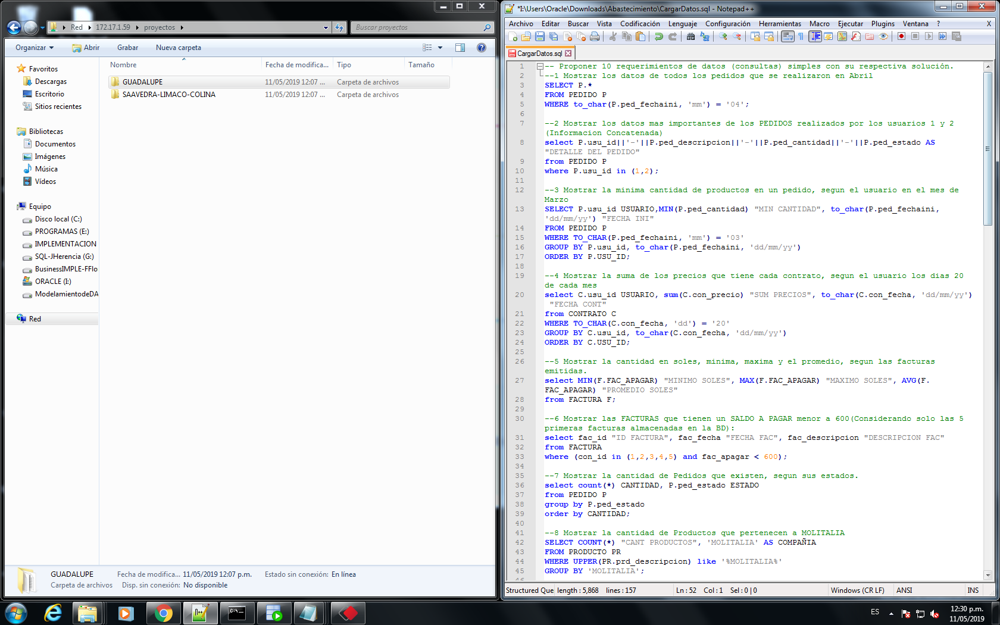 Red ▸ 172.17.1.59 ▸ proyectos ▸
Buscar proyectos
Organizar
Abrir
Grabar
Nueva carpeta
Favoritos
Descargas
Escritorio
Sitios recientes
Bibliotecas
Documentos
Imágenes
Música
Vídeos
Equipo
Disco local (C:)
PROGRAMAS (E:)
IMPLEMENTACION
SQL-JHerencia (G:)
BusinessIMPLE-FFlo
ORACLE (I:)
ModelamientodeDA
Red
Nombre Fecha de modifica... Tipo Tamaño
GUADALUPE 11/05/2019 12:07 ... Carpeta de archivos
SAAVEDRA-LIMACO-COLINA 11/05/2019 12:07 ... Carpeta de archivos
GUADALUPE Fecha de modifica... 11/05/2019 12:07 p.m. Estado sin conexión: En línea
Carpeta de archivos Disp. sin conexión: No disponible
*I:\Users\Oracle\Downloads\Abastecimiento\CargarDatos.sql - Notepad++
Archivo Editar Buscar Vista Codificación Lenguaje Configuración Herramientas Macro Ejecutar Plugins Ventana ? X
CargarDatos.sql
1 -- Proponer 10 requerimientos de datos (consultas) simples con su respectiva solución.
2 --1 Mostrar los datos de todos los pedidos que se realizaron en Abril
3 SELECT P.*
4 FROM PEDIDO P
5 WHERE to_char(P.ped_fechaini, 'mm') = '04';
6
7 --2 Mostrar los datos mas importantes de los PEDIDOS realizados por los usuarios 1 y 2
(Informacion Concatenada)
8 select P.usu_id||'-'||P.ped_descripcion||'-'||P.ped_cantidad||'-'||P.ped_estado AS
"DETALLE DEL PEDIDO"
9 from PEDIDO P
10 where P.usu_id in (1,2);
11
12 --3 Mostrar la minima cantidad de productos en un pedido, segun el usuario en el mes de
Marzo
13 SELECT P.usu_id USUARIO,MIN(P.ped_cantidad) "MIN CANTIDAD", to_char(P.ped_fechaini,
'dd/mm/yy') "FECHA INI"
14 FROM PEDIDO P
15 WHERE TO_CHAR(P.ped_fechaini, 'mm') = '03'
16 GROUP BY P.usu_id, to_char(P.ped_fechaini, 'dd/mm/yy')
17 ORDER BY P.USU_ID;
18
19 --4 Mostrar la suma de los precios que tiene cada contrato, segun el usuario los dias 20
de cada mes
20 select C.usu_id USUARIO, sum(C.con_precio) "SUM PRECIOS", to_char(C.con_fecha, 'dd/mm/yy')
"FECHA CONT"
21 from CONTRATO C
22 WHERE TO_CHAR(C.con_fecha, 'dd') = '20'
23 GROUP BY C.usu_id, to_char(C.con_fecha, 'dd/mm/yy')
24 ORDER BY C.USU_ID;
25
26 --5 Mostrar la cantidad en soles, minima, maxima y el promedio, segun las facturas
emitidas.
27 select MIN(F.FAC_APAGAR) "MINIMO SOLES", MAX(F.FAC_APAGAR) "MAXIMO SOLES", AVG(F.
FAC_APAGAR) "PROMEDIO SOLES"
28 from FACTURA F;
29
30 --6 Mostrar las FACTURAS que tienen un SALDO A PAGAR menor a 600(Considerando solo las 5
primeras facturas almacenadas en la BD):
31 select fac_id "ID FACTURA", fac_fecha "FECHA FAC", fac_descripcion "DESCRIPCION FAC"
32 from FACTURA
33 where (con_id in (1,2,3,4,5) and fac_apagar < 600);
34
35 --7 Mostrar la cantidad de Pedidos que existen, segun sus estados.
36 select count(*) CANTIDAD, P.ped_estado ESTADO
37 from PEDIDO P
38 group by P.ped_estado
39 order by CANTIDAD;
40
41 --8 Mostrar la cantidad de Productos que pertenecen a MOLITALIA
42 SELECT COUNT(*) "CANT PRODUCTOS", 'MOLITALIA' AS COMPAÑIA
43 FROM PRODUCTO PR
44 WHERE UPPER(PR.prd_descripcion) like '%MOLITALIA%'
45 GROUP BY 'MOLITALIA';
Structured Que length : 5,868 lines : 157 Ln : 52 Col : 1 Sel : 0 | 0 Windows (CR LF) ANSI INS
ES
12:30 p.m.
11/05/2019